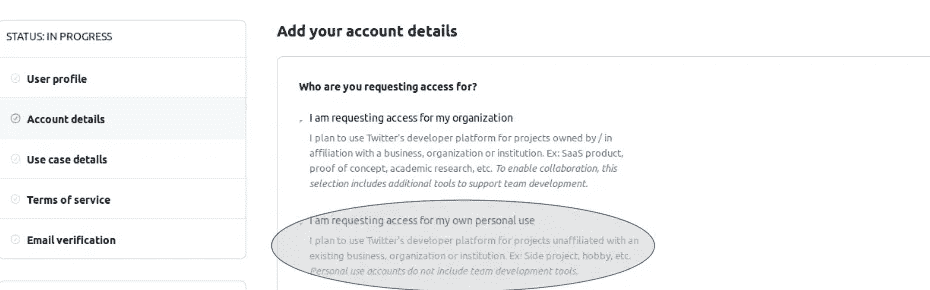 STATUS: IN PROGRESS
User profile
Account details
Use case details
Terms of service
Email verification
Add your account details
Who are you requesting access for?
I am requesting access for my organization
I plan to use Twitter's developer platform for projects owned by / in
affiliation with a business, organization or institution. Ex: SaaS product,
proof of concept, academic research, etc. To enable collaboration, this
selection includes additional tools to support team development.
I am requesting access for my own personal use
I plan to use Twitter's developer platform for projects unaffiliated with an
existing business, organization or institution. Ex: Side project, hobby, etc.
Personal use accounts do not include team development tools.